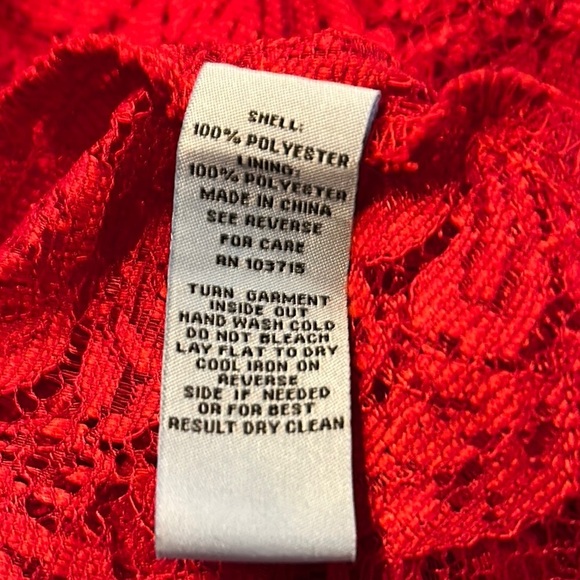 SHELL:
100% POLYESTER
LINING:
100% POLYESTER
MADE IN CHINA
SEE REVERSE
FOR CARE
RN 103715
TURN GARMENT
INSIDE OUT
HAND WASH COLD
DO NOT BLEACH
LAY FLAT TO DRY
COOL IRON ON
REVERSE
SIDE IF NEEDED
OR FOR BEST
RESULT DRY CLEAN